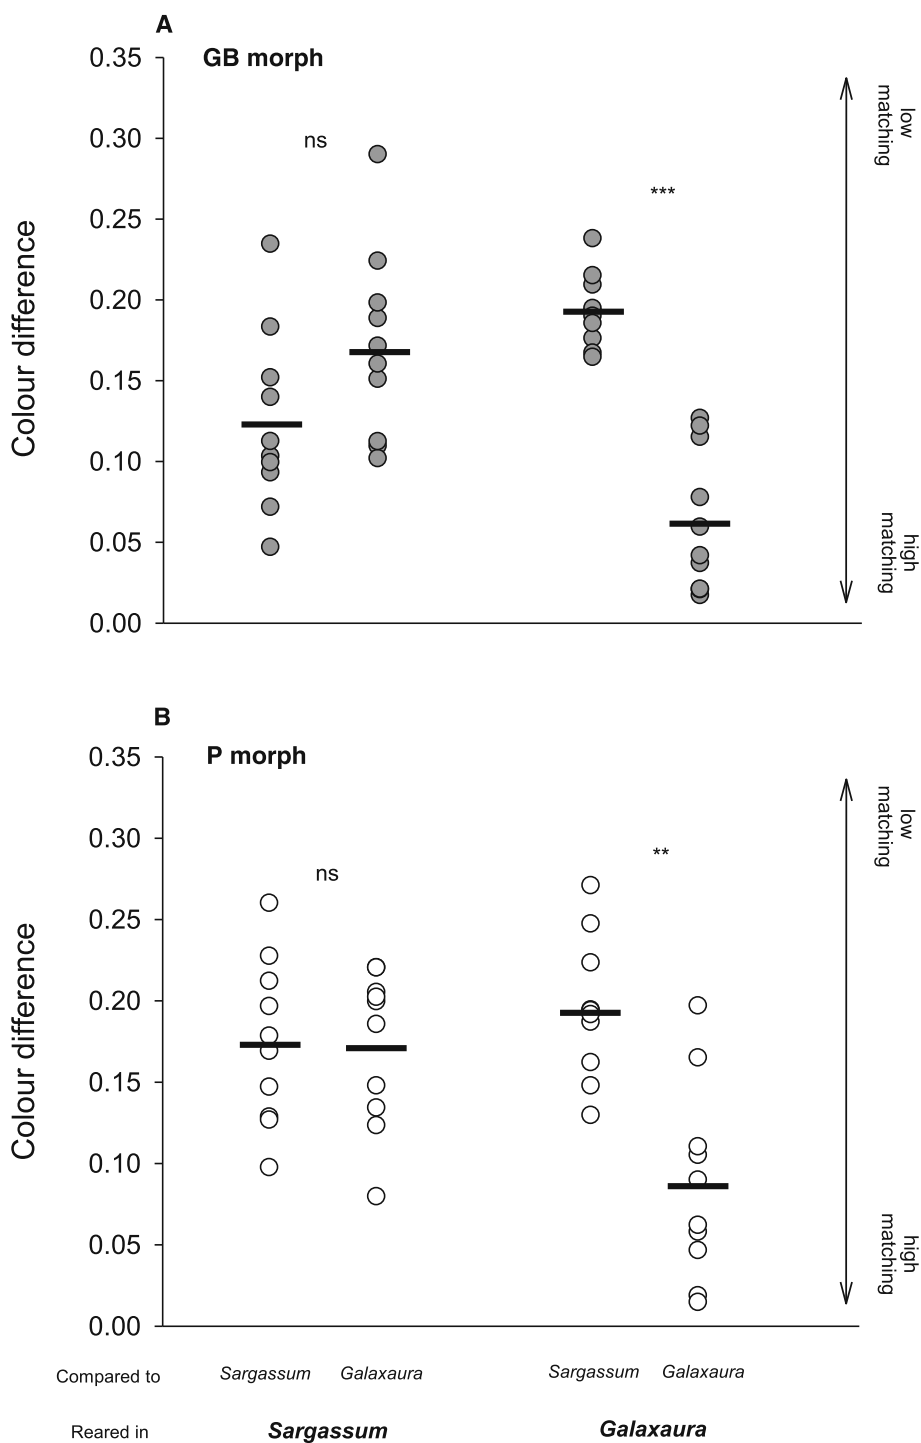 A
GB morph
0.35
0.30
0.25
0.20
0.15
0.10
0.05
0.00
Colour difference
ns
***
low
matching
high
matching
B
P morph
0.35
0.30
0.25
0.20
0.15
0.10
0.05
0.00
Colour difference
ns
**
low
matching
high
matching
Compared to Sargassum Galaxaura Sargassum Galaxaura
Reared in Sargassum Galaxaura